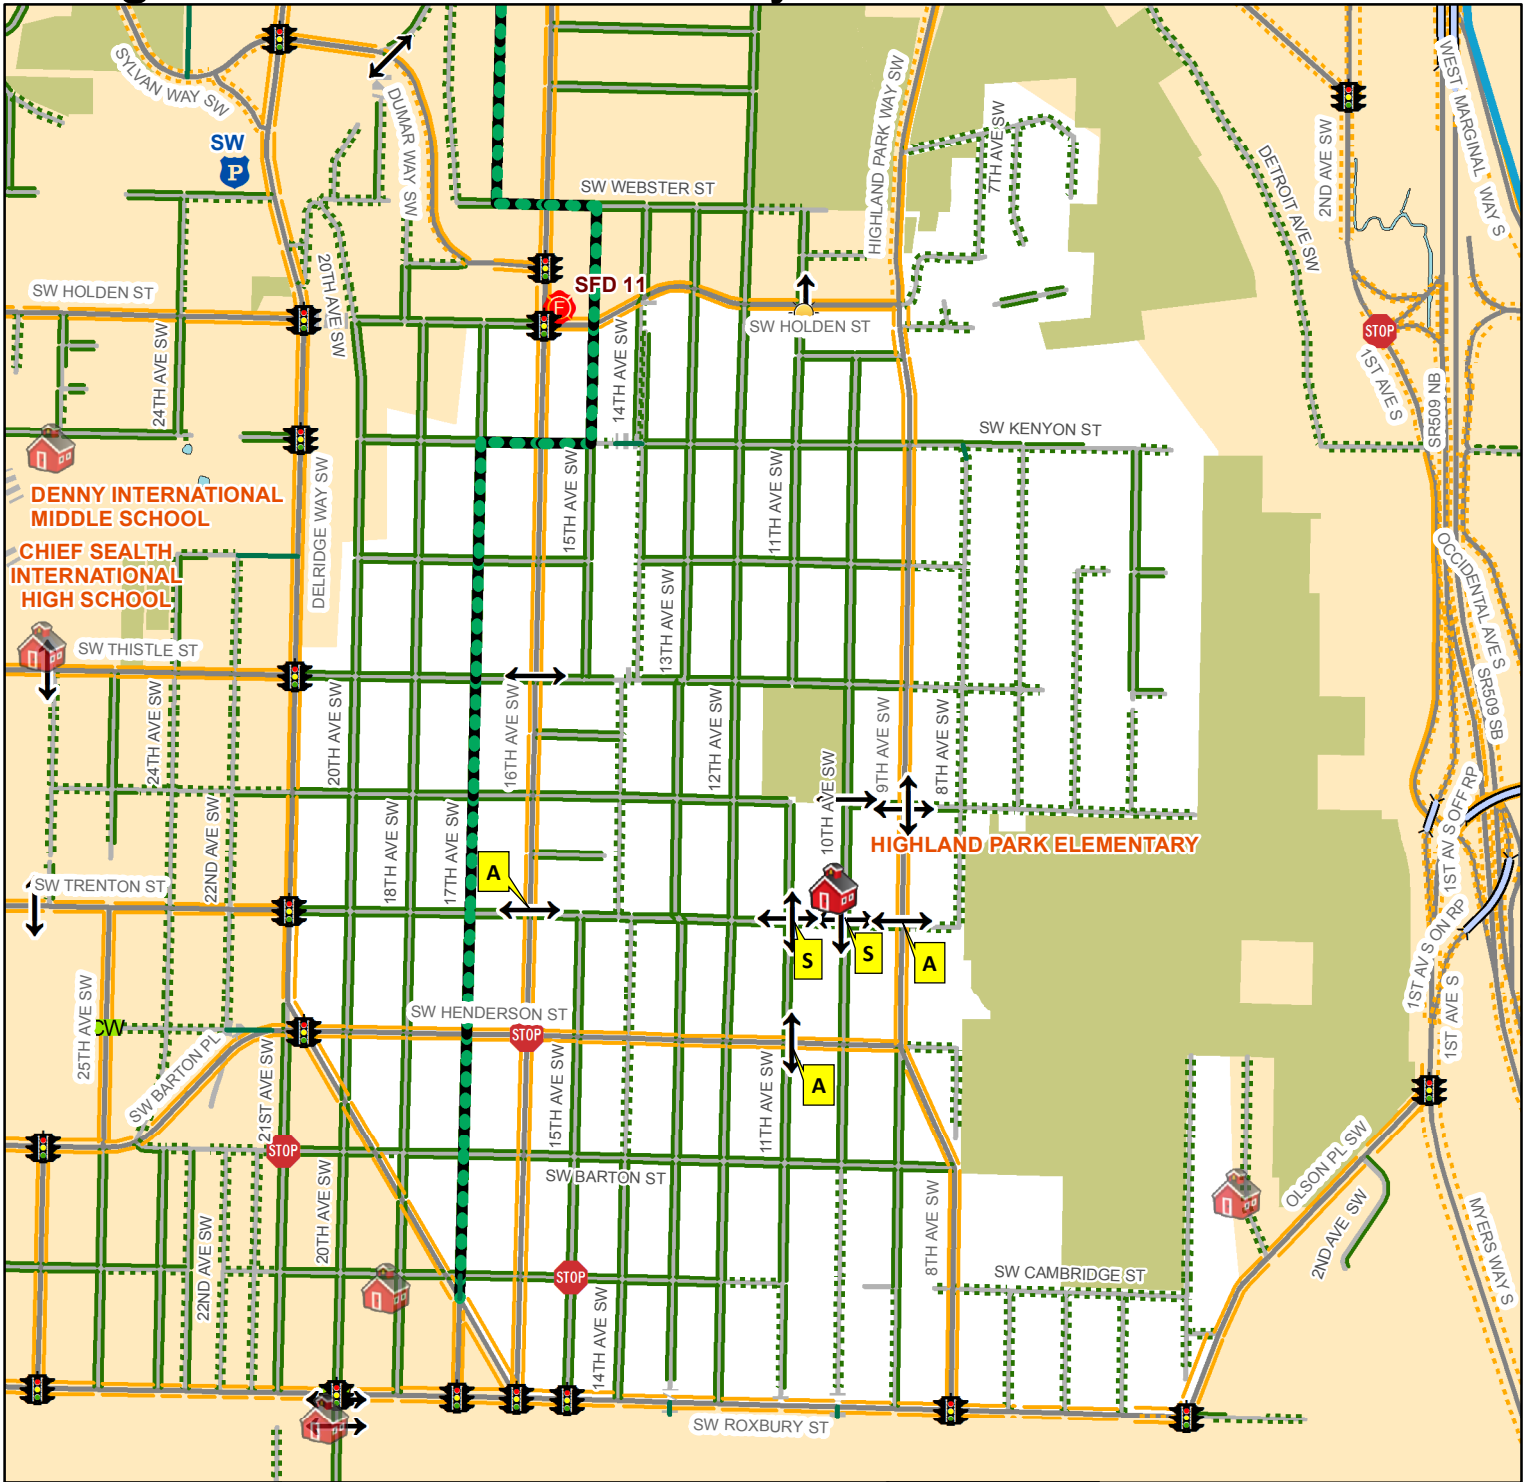 SYLVAN WAY SW
SW
P
DUMAR WAY SW
SW WEBSTER ST
HIGHLAND PARK WAY SW
7TH AVE SW
DETROIT AVE SW
2ND AVE SW
WEST MARGINAL WAY S
SW HOLDEN ST
24TH AVE SW
20TH AVE SW
SFD 11
F
14TH AVE SW
SW HOLDEN ST
STOP
1ST AVE S
SR509 NB
SW KENYON ST
DENNY INTERNATIONAL
MIDDLE SCHOOL
CHIEF SEALTH
INTERNATIONAL
HIGH SCHOOL
DELRIDGE WAY SW
15TH AVE SW
11TH AVE SW
13TH AVE SW
OCCIDENTAL AVE S
SR509 SB
SW THISTLE ST
24TH AVE SW
20TH AVE SW
16TH AVE SW
12TH AVE SW
10TH AVE SW
9TH AVE SW
8TH AVE SW
22ND AVE SW
18TH AVE SW
17TH AVE SW
HIGHLAND PARK ELEMENTARY
1ST AV S OFF RP
A
SW TRENTON ST
S
S
A
1ST AV S ON RP
1ST AVE S
25TH AVE SW
CW
SW HENDERSON ST
STOP
SW BARTON PL
21ST AVE SW
15TH AVE SW
11TH AVE SW
A
STOP
SW BARTON ST
20TH AVE SW
22ND AVE SW
8TH AVE SW
OLSON PL SW
2ND AVE SW
MYERS WAY S
STOP
SW CAMBRIDGE ST
14TH AVE SW
SW ROXBURY ST